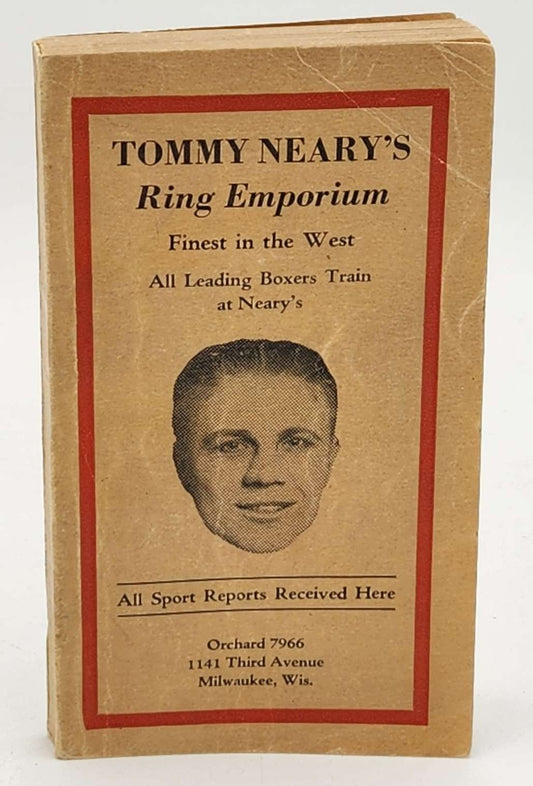 TOMMY NEARY'S
Ring Emporium
Finest in the West
All Leading Boxers Train
at Neary's
All Sport Reports Received Here
Orchard 7966
1141 Third Avenue
Milwaukee, Wis.